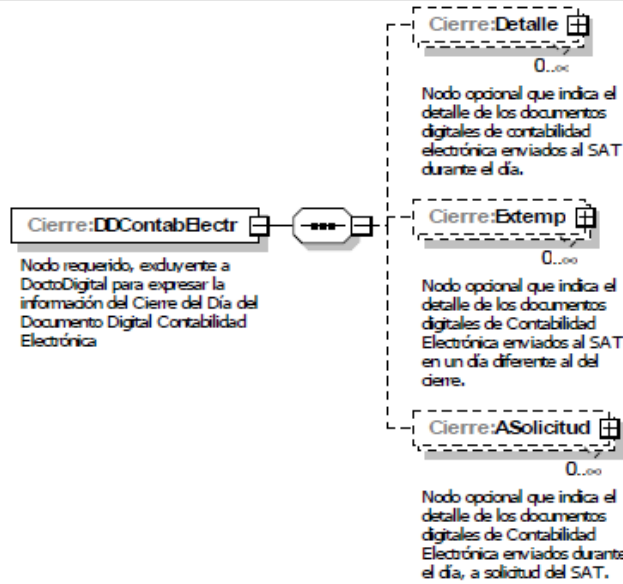 Cierre:Detalle
0..∞
Nodo opcional que indica el
detalle de los documentos
digitales de contabilidad
electrónica enviados al SAT
durante el día.
Cierre:DDContabElectr
Nodo requerido, excluyente a
DoctoDigital para expresar la
información del Cierre del Día del
Documento Digital Contabilidad
Electrónica
Cierre:Extemp
0..∞
Nodo opcional que indica el
detalle de los documentos
digitales de Contabilidad
Electrónica enviados al SAT
en un día diferente al del
cierre.
Cierre:ASolicitud
0..∞
Nodo opcional que indica el
detalle de los documentos
digitales de Contabilidad
Electrónica enviados durante
el día, a solicitud del SAT.